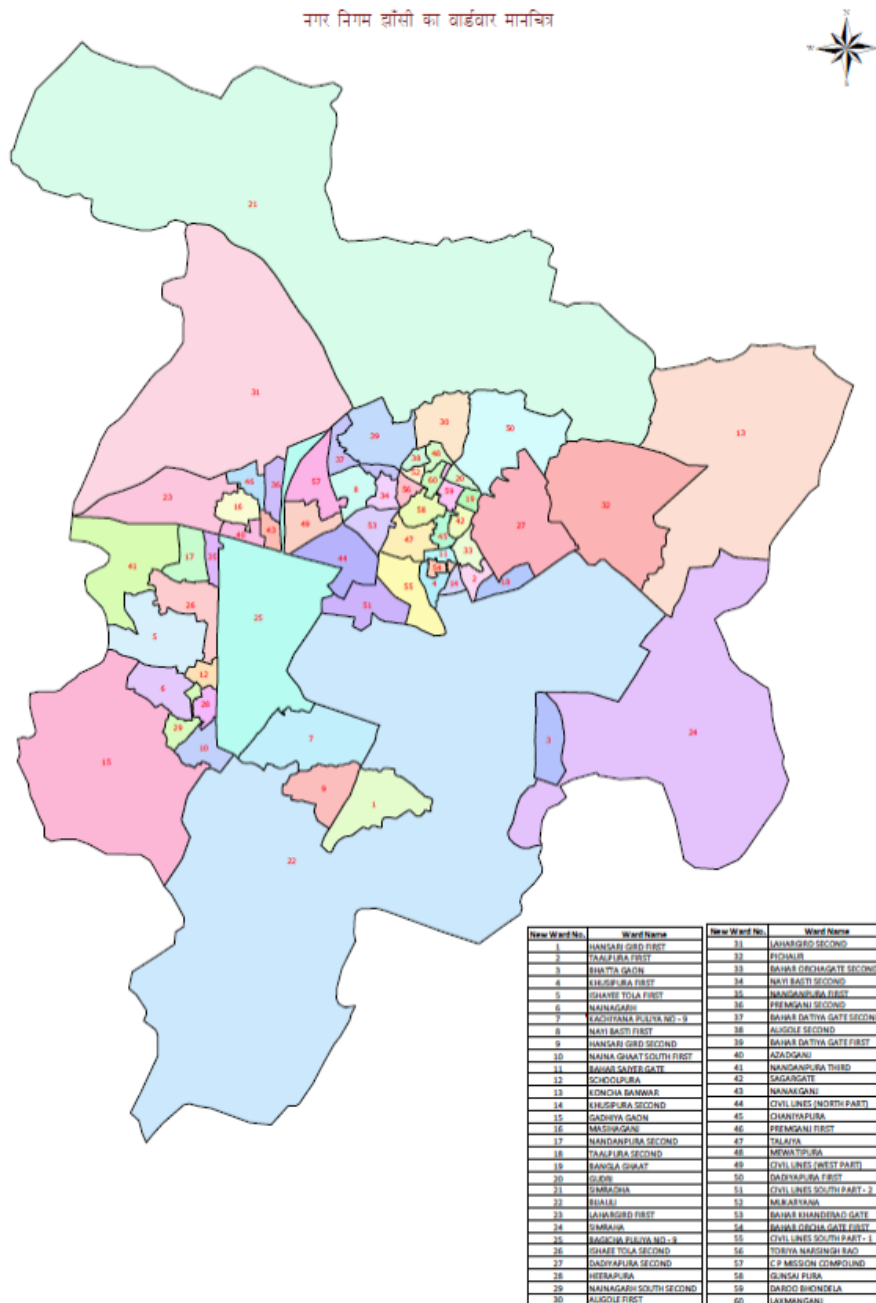 नगर निगम झाँसी का वार्डवार मानचित्र
N
W
S
21
31
13
39
30
50
37
38
48
52
46
36
57
8
34
56
60
20
59
19
23
16
58
32
27
49
43
53
42
40
47
45
33
17
35
44
11
41
54
55
4
14
2
18
26
51
25
5
12
6
28
24
29
7
3
10
15
9
1
22
New Ward No. Ward Name
1 HANSARI GIRD FIRST
2 TAALPURA FIRST
3 BHATTA GAON
4 KHUSIPURA FIRST
5 ISHAYEE TOLA FIRST
6 NAINAGARH
7 KACHIYANA PULIYA NO - 9
8 NAYI BASTI FIRST
9 HANSARI GIRD SECOND
10 NAINA GHAAT SOUTH FIRST
11 BAHAR SAIYER GATE
12 SCHOOLPURA
13 KONCHA BANWAR
14 KHUSIPURA SECOND
15 GADHIYA GAON
16 MASIHAGANJ
17 NANDANPURA SECOND
18 TAALPURA SECOND
19 BANGLA GHAAT
20 GUDRI
21 SIMRADHA
22 BIJAULI
23 LAHARGIRD FIRST
24 SIMRAHA
25 BAGICHA PULIYA NO - 9
26 ISHAEE TOLA SECOND
27 DADIYAPURA SECOND
28 HEERAPURA
29 NAINAGARH SOUTH SECOND
30 ALIGOLE FIRST
New Ward No. Ward Name
31 LAHARGIRD SECOND
32 PICHAUR
33 BAHAR ORCHAGATE SECOND
34 NAYI BASTI SECOND
35 NANDANPURA FIRST
36 PREMGANJ SECOND
37 BAHAR DATIYA GATE SECOND
38 ALIGOLE SECOND
39 BAHAR DATIYA GATE FIRST
40 AZADGANJ
41 NANDANPURA THIRD
42 SAGARGATE
43 NANAKGANJ
44 CIVIL LINES (NORTH PART)
45 CHANIYAPURA
46 PREMGANJ FIRST
47 TALAIYA
48 MEWATIPURA
49 CIVIL LINES (WEST PART)
50 DADIYAPURA FIRST
51 CIVIL LINES SOUTH PART - 2
52 MUKARYANA
53 BAHAR KHANDERAO GATE
54 BAHAR ORCHA GATE FIRST
55 CIVIL LINES SOUTH PART - 1
56 TORIYA NARSINGH RAO
57 C P MISSION COMPOUND
58 GUNSAI PURA
59 DAROO BHONDELA
60 LAXMANGANJ